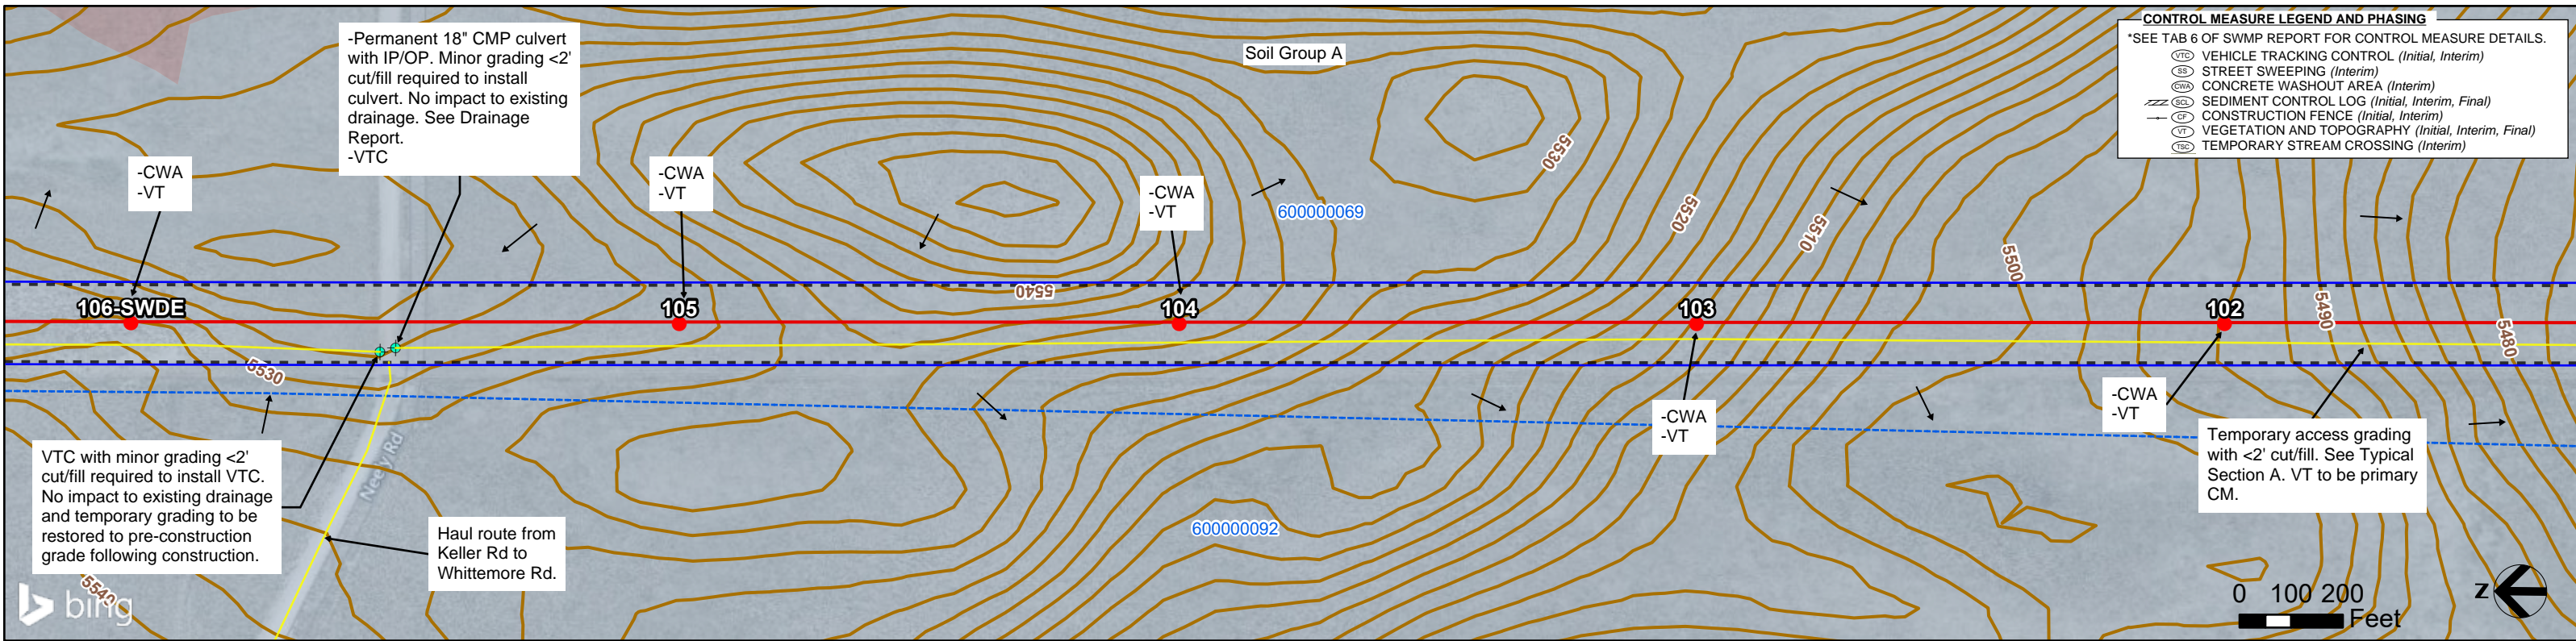 -Permanent 18" CMP culvert
with IP/OP. Minor grading <2'
cut/fill required to install
culvert. No impact to existing
drainage. See Drainage
Report.
-VTC
Soil Group A
CONTROL MEASURE LEGEND AND PHASING
*SEE TAB 6 OF SWMP REPORT FOR CONTROL MEASURE DETAILS.
VTC VEHICLE TRACKING CONTROL (Initial, Interim)
SS STREET SWEEPING (Interim)
CWA CONCRETE WASHOUT AREA (Interim)
SCL SEDIMENT CONTROL LOG (Initial, Interim, Final)
CF CONSTRUCTION FENCE (Initial, Interim)
VT VEGETATION AND TOPOGRAPHY (Initial, Interim, Final)
TSC TEMPORARY STREAM CROSSING (Interim)
-CWA
-VT
-CWA
-VT
-CWA
-VT
5530
600000069
5520
5510
5500
5540
106-SWDE
105
104
103
102
5490
5480
5530
-CWA
-VT
-CWA
-VT
Temporary access grading
with <2' cut/fill. See Typical
Section A. VT to be primary
CM.
VTC with minor grading <2'
cut/fill required to install VTC.
No impact to existing drainage
and temporary grading to be
restored to pre-construction
grade following construction.
Neely Rd
Haul route from
Keller Rd to
Whittemore Rd.
600000092
5540
bing
0 100 200
Feet
Z